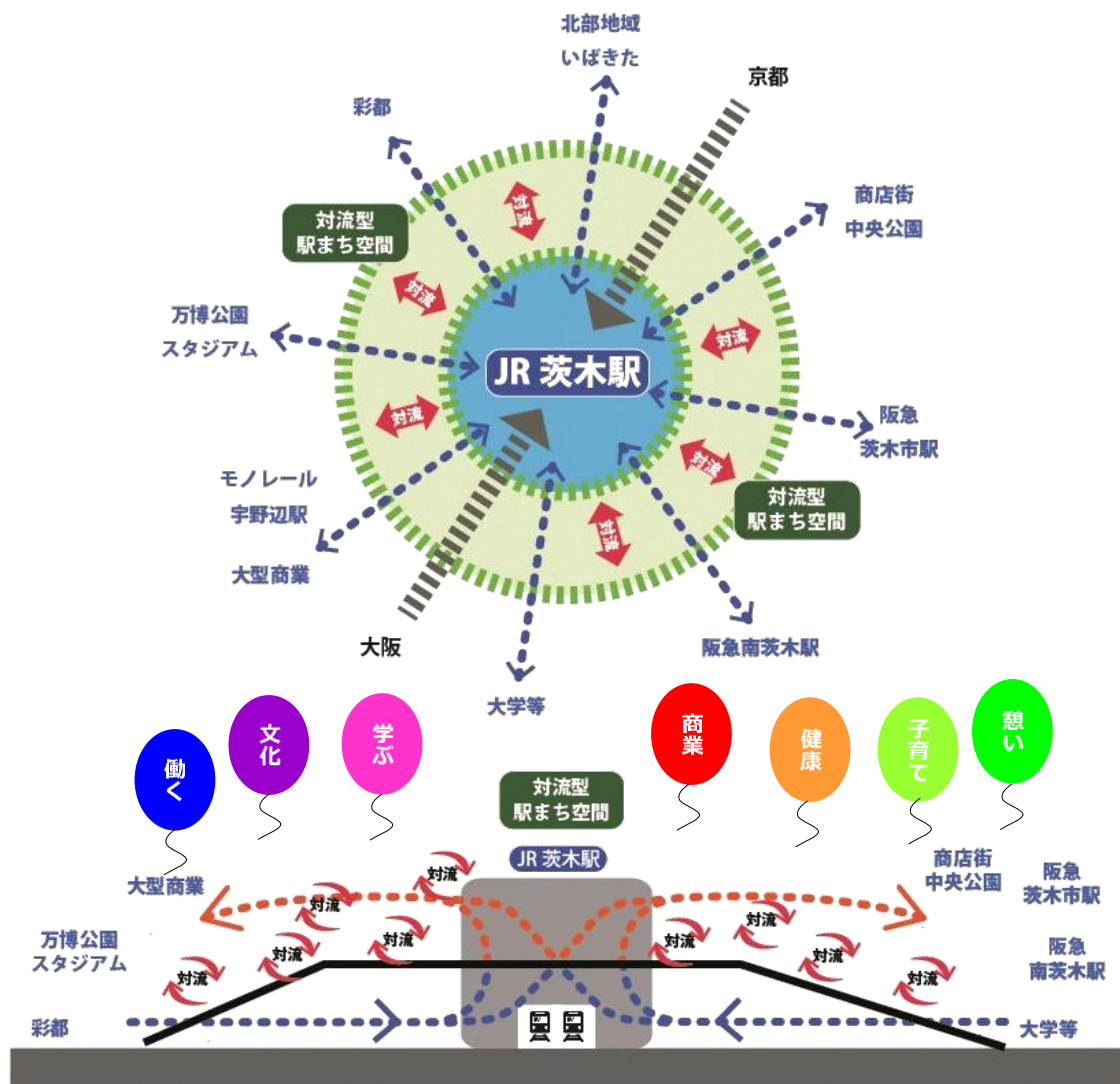 北部地域
いばきた
京都
彩都
商店街
中央公園
対流
対流型
駅まち空間
対流
万博公園
スタジアム
対流
JR 茨木駅
対流
阪急
茨木市駅
対流
モノレール
宇野辺駅
大型商業
対流型
駅まち空間
対流
大阪
阪急南茨木駅
大学等
働く
文化
学ぶ
商業
健康
子育て
憩い
対流型
駅まち空間
JR 茨木駅
商店街
中央公園
阪急
茨木市駅
大型商業
対流
対流
対流
対流
対流
対流
対流
対流
対流
対流
万博公園
スタジアム
阪急
南茨木駅
彩都
大学等